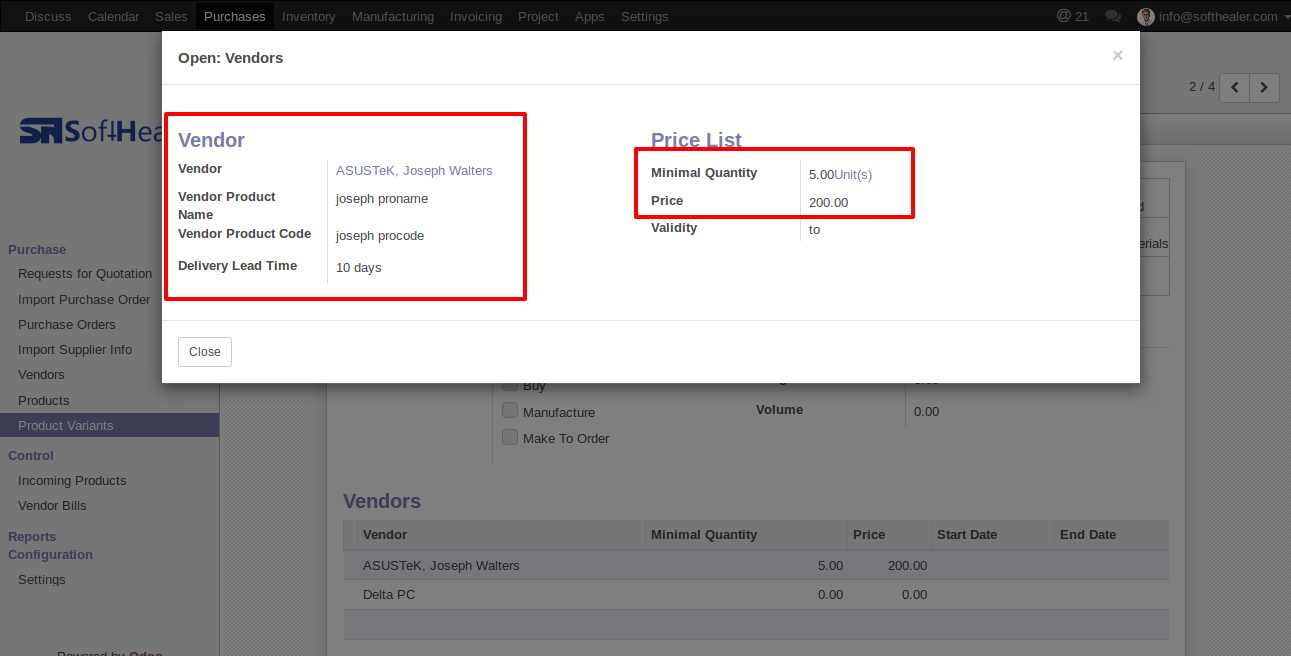 Discuss Calendar Sales Purchases Inventory Manufacturing Invoicing Project Apps Settings @ 21 info@softhealer.com
Open: Vendors ×
2 / 4
SoftHea
Vendor
Vendor ASUSTeK, Joseph Walters
Vendor Product Name joseph proname
Vendor Product Code joseph procode
Delivery Lead Time 10 days
Price List
Minimal Quantity 5.00Unit(s)
Price 200.00
Validity to
Close
erials
Purchase
Requests for Quotation
Import Purchase Order
Purchase Orders
Import Supplier Info
Vendors
Products
Product Variants
Control
Incoming Products
Vendor Bills
Reports
Configuration
Settings
Powered by Odoo
Buy
Manufacture
Make To Order
Volume 0.00
Vendors
Vendor Minimal Quantity Price Start Date End Date
ASUSTeK, Joseph Walters 5.00 200.00
Delta PC 0.00 0.00